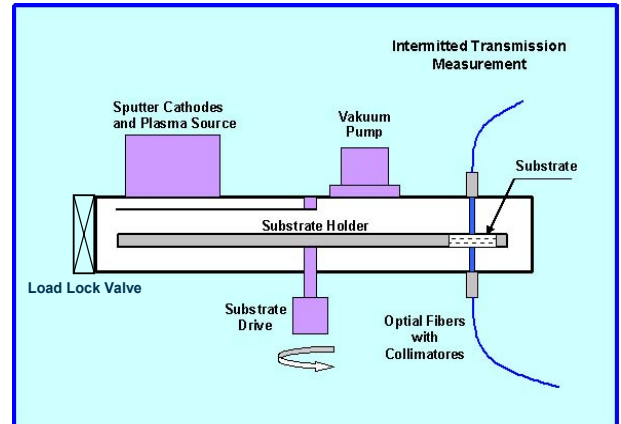 Intermitted Transmission
Measurement
Sputter Cathodes
and Plasma Source
Vakuum
Pump
Substrate
Substrate Holder
Load Lock Valve
Substrate
Drive
Optial Fibers
with
Collimatores